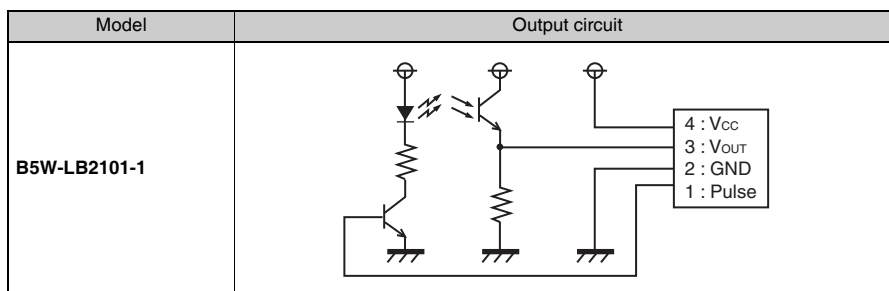 Model
Output circuit
B5W-LB2101-1
4 : Vcc
3 : VOUT
2 : GND
1 : Pulse